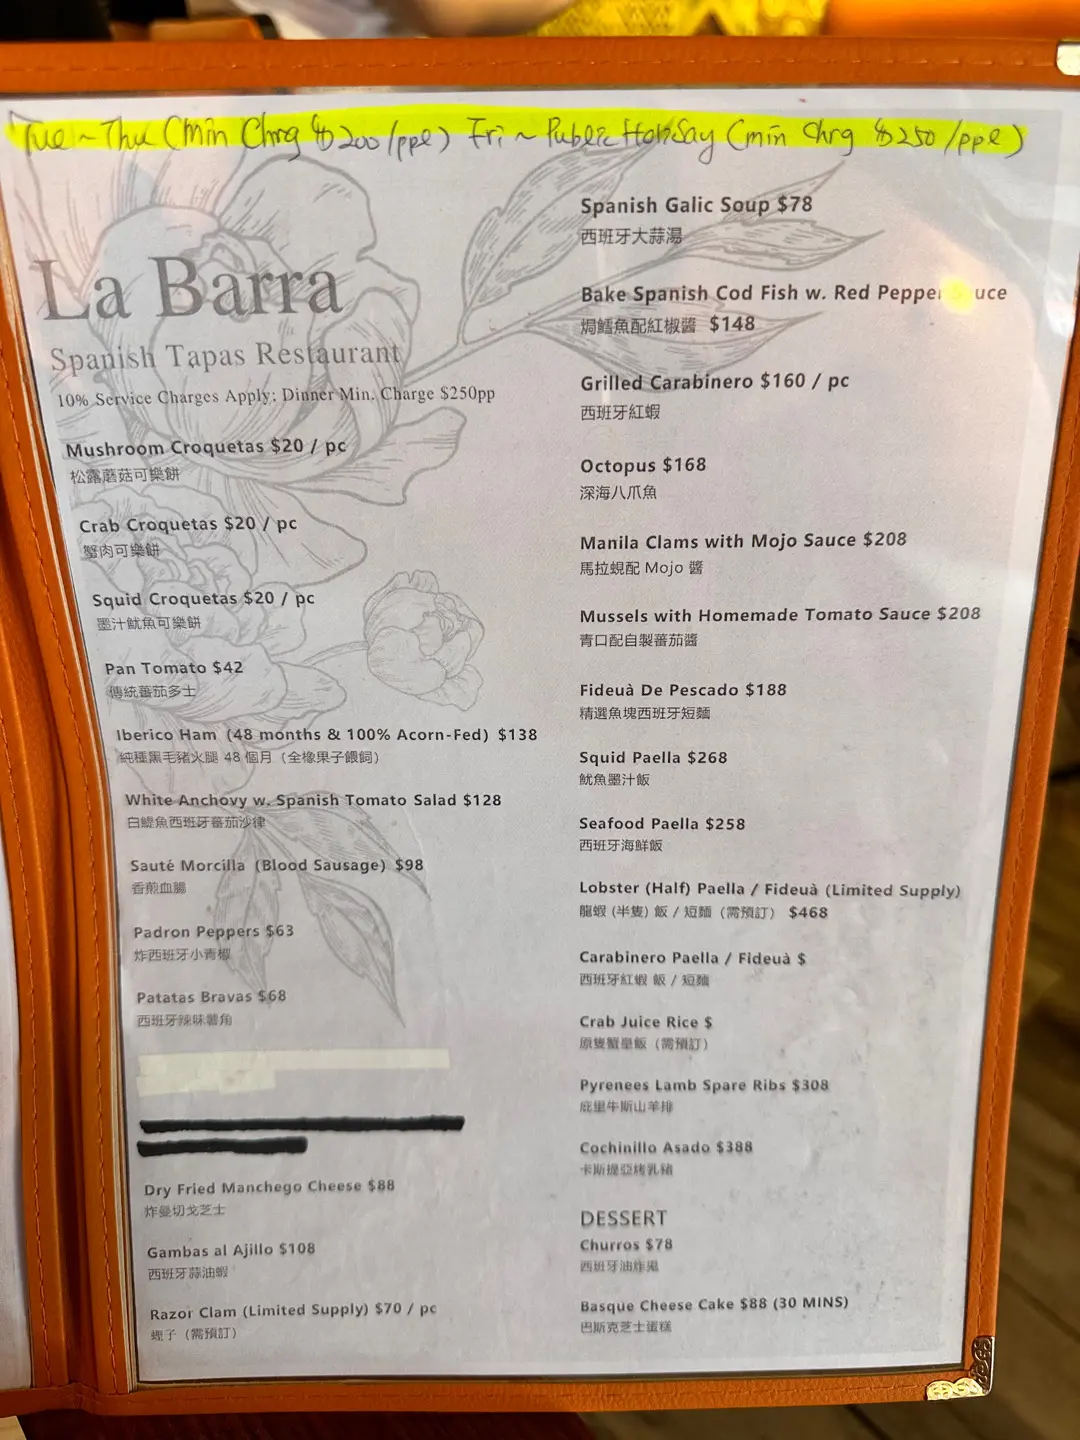 Tue ~ Thu (Min Chrg $200/ppl) Fri ~ Public Holiday (min chrg $250/ppl)
La Barra
Spanish Tapas Restaurant
10% Service Charges Apply; Dinner Min. Charge $250pp
Mushroom Croquetas $20 / pc
松露蘑菇可樂餅
Crab Croquetas $20 / pc
蟹肉可樂餅
Squid Croquetas $20 / pc
墨汁魷魚可樂餅
Pan Tomato $42
傳統蕃茄多士
Iberico Ham (48 months & 100% Acorn-Fed) $138
純種黑毛豬火腿 48 個月（全橡果子餵飼）
White Anchovy w. Spanish Tomato Salad $128
白鯷魚西班牙蕃茄沙律
Sauté Morcilla (Blood Sausage) $98
香煎血腸
Padron Peppers $63
炸西班牙小青椒
Patatas Bravas $68
西班牙辣味薯角
Dry Fried Manchego Cheese $88
炸曼切戈芝士
Gambas al Ajillo $108
西班牙蒜油蝦
Razor Clam (Limited Supply) $70 / pc
蟶子（需預訂）
Spanish Galic Soup $78
西班牙大蒜湯
Bake Spanish Cod Fish w. Red Pepper uce
焗鱈魚配紅椒醬 $148
Grilled Carabinero $160 / pc
西班牙紅蝦
Octopus $168
深海八爪魚
Manila Clams with Mojo Sauce $208
馬拉蜆配 Mojo 醬
Mussels with Homemade Tomato Sauce $208
青口配自製蕃茄醬
Fideuà De Pescado $188
精選魚塊西班牙短麵
Squid Paella $268
魷魚墨汁飯
Seafood Paella $258
西班牙海鮮飯
Lobster (Half) Paella / Fideuà (Limited Supply)
龍蝦 (半隻) 飯 / 短麵（需預訂） $468
Carabinero Paella / Fideuà $
西班牙紅蝦 飯 / 短麵
Crab Juice Rice $
原隻蟹皇飯（需預訂）
Pyrenees Lamb Spare Ribs $308
庇里牛斯山羊排
Cochinillo Asado $388
卡斯提亞烤乳豬
DESSERT
Churros $78
西班牙油炸鬼
Basque Cheese Cake $88 (30 MINS)
巴斯克芝士蛋糕